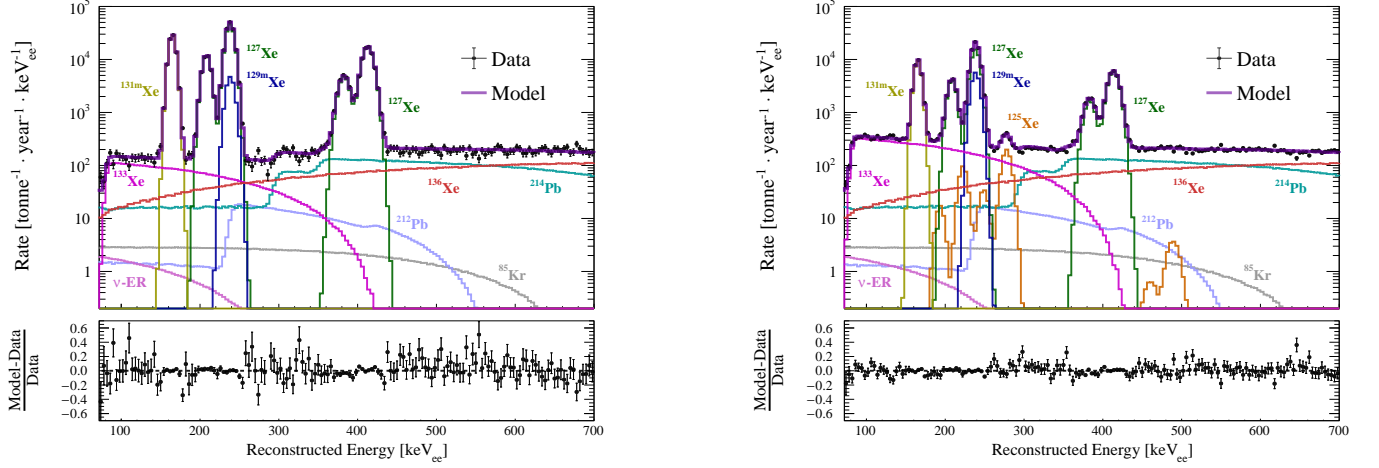 10⁵
10⁴
10³
10²
10
1
Rate [tonne⁻¹ · year⁻¹ · keV⁻¹ₑₑ]
¹²⁷Xe
¹²⁹ᵐXe
¹³¹ᵐXe
¹²⁷Xe
Data
Model
¹³³Xe
¹³⁶Xe
²¹⁴Pb
²¹²Pb
⁸⁵Kr
ν-ER
0.6
0.4
0.2
0.0
−0.2
−0.4
−0.6
Model-Data
Data
100 200 300 400 500 600 700
Reconstructed Energy [keVₑₑ]
10⁵
10⁴
10³
10²
10
1
Rate [tonne⁻¹ · year⁻¹ · keV⁻¹ₑₑ]
¹²⁷Xe
¹²⁹ᵐXe
¹³¹ᵐXe
¹²⁵Xe
¹²⁷Xe
Data
Model
¹³³Xe
¹³⁶Xe
²¹⁴Pb
²¹²Pb
⁸⁵Kr
ν-ER
0.6
0.4
0.2
0.0
−0.2
−0.4
−0.6
Model-Data
Data
100 200 300 400 500 600 700
Reconstructed Energy [keVₑₑ]